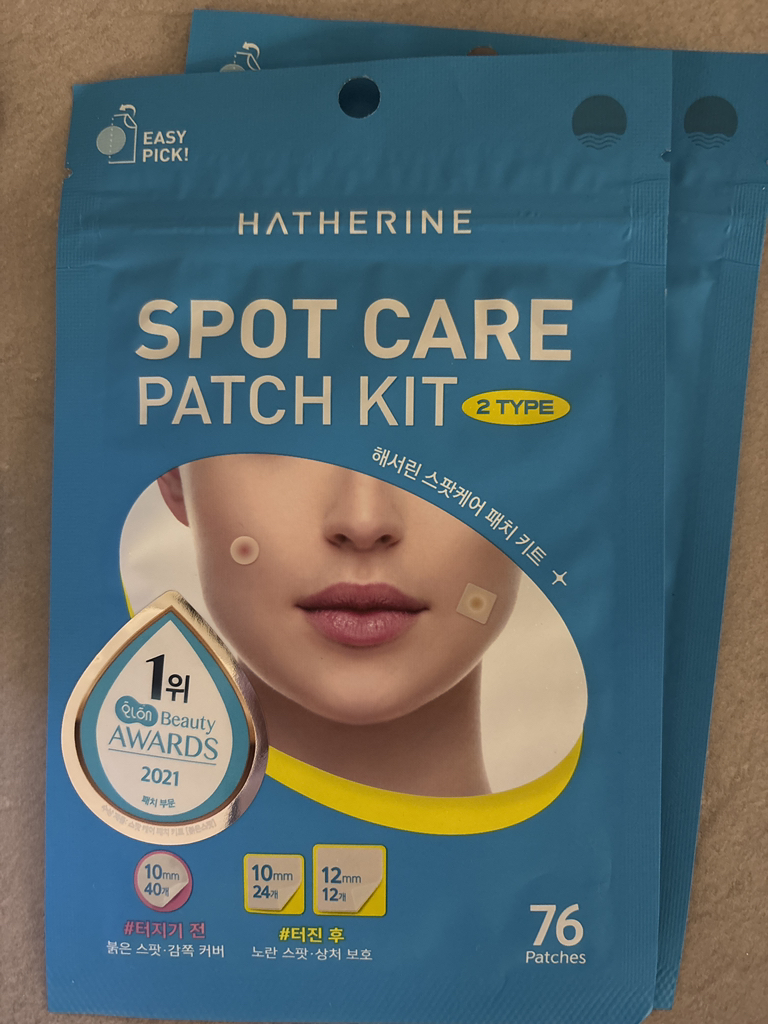 EASY
PICK!
HATHERINE
SPOT CARE
PATCH KIT 2 TYPE
해서린 스팟케어 패치 키트
1위
Beauty
AWARDS
2021
패치 부문
10mm
40개
#터지기 전
붉은 스팟·감쪽 커버
10mm
24개
12mm
12개
#터진 후
노란 스팟·상처 보호
76
Patches